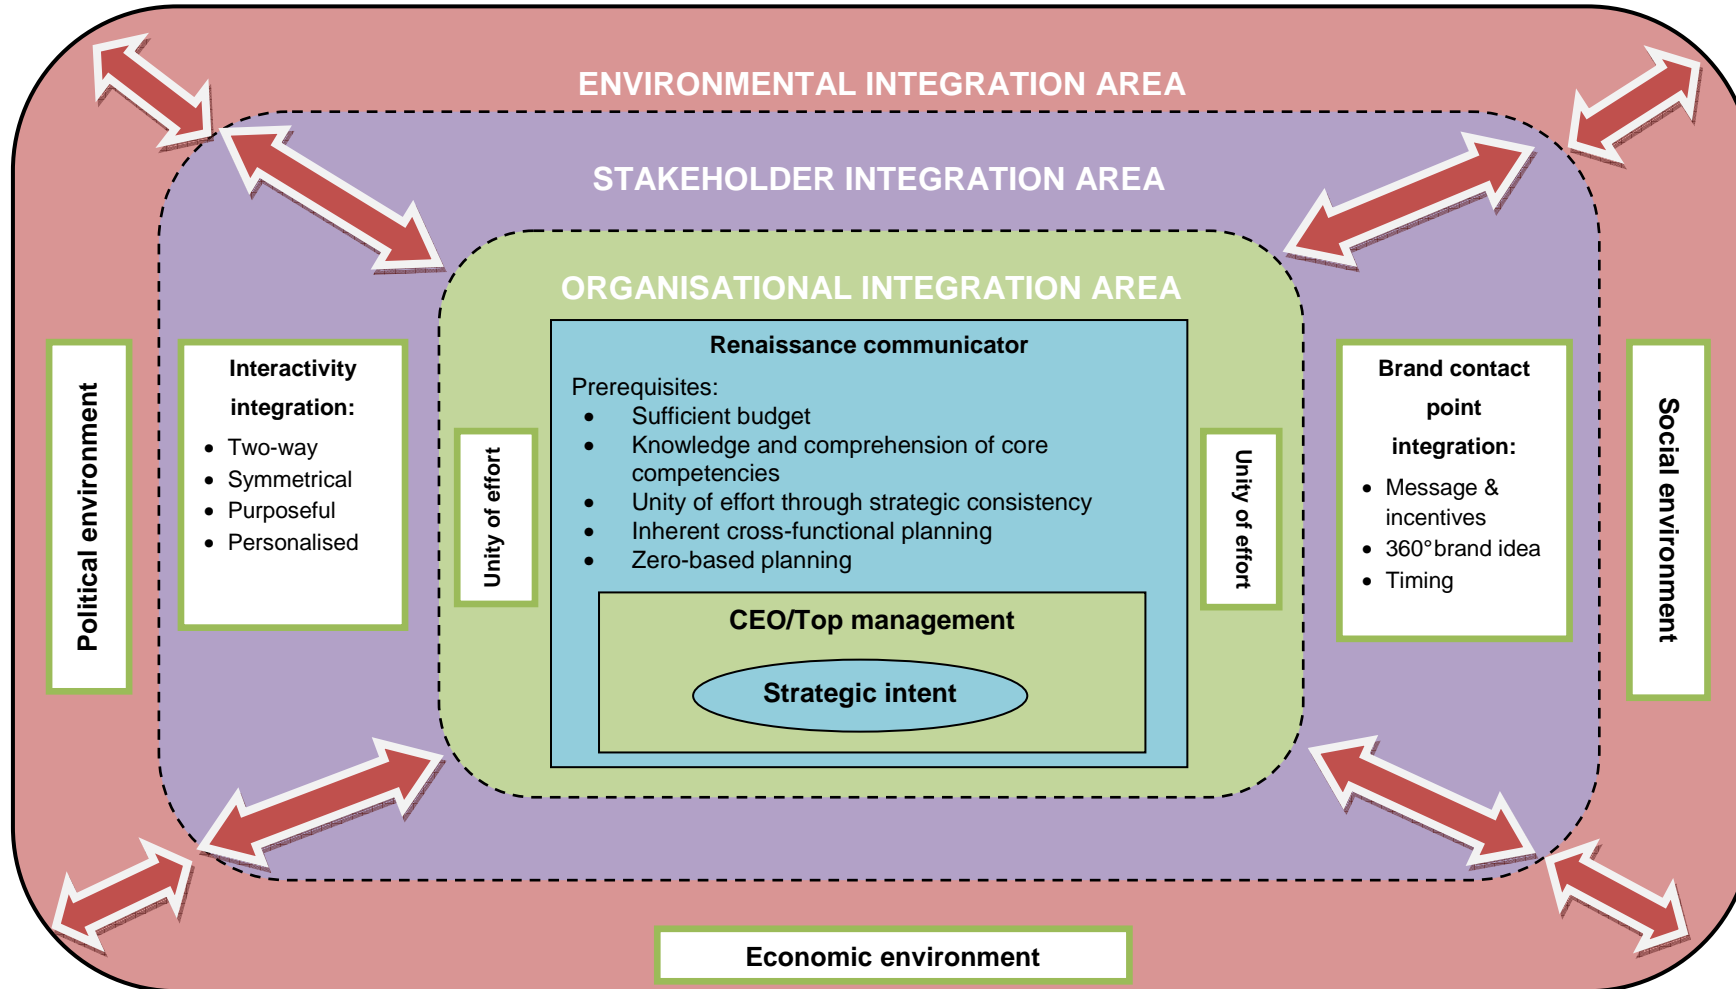 ENVIRONMENTAL INTEGRATION AREA
STAKEHOLDER INTEGRATION AREA
ORGANISATIONAL INTEGRATION AREA
Political environment
Interactivity
integration:
• Two-way
• Symmetrical
• Purposeful
• Personalised
Unity of effort
Renaissance communicator
Prerequisites:
• Sufficient budget
• Knowledge and comprehension of core
competencies
• Unity of effort through strategic consistency
• Inherent cross-functional planning
• Zero-based planning
CEO/Top management
Strategic intent
Unity of effort
Brand contact
point
integration:
• Message &
incentives
• 360° brand idea
• Timing
Social environment
Economic environment